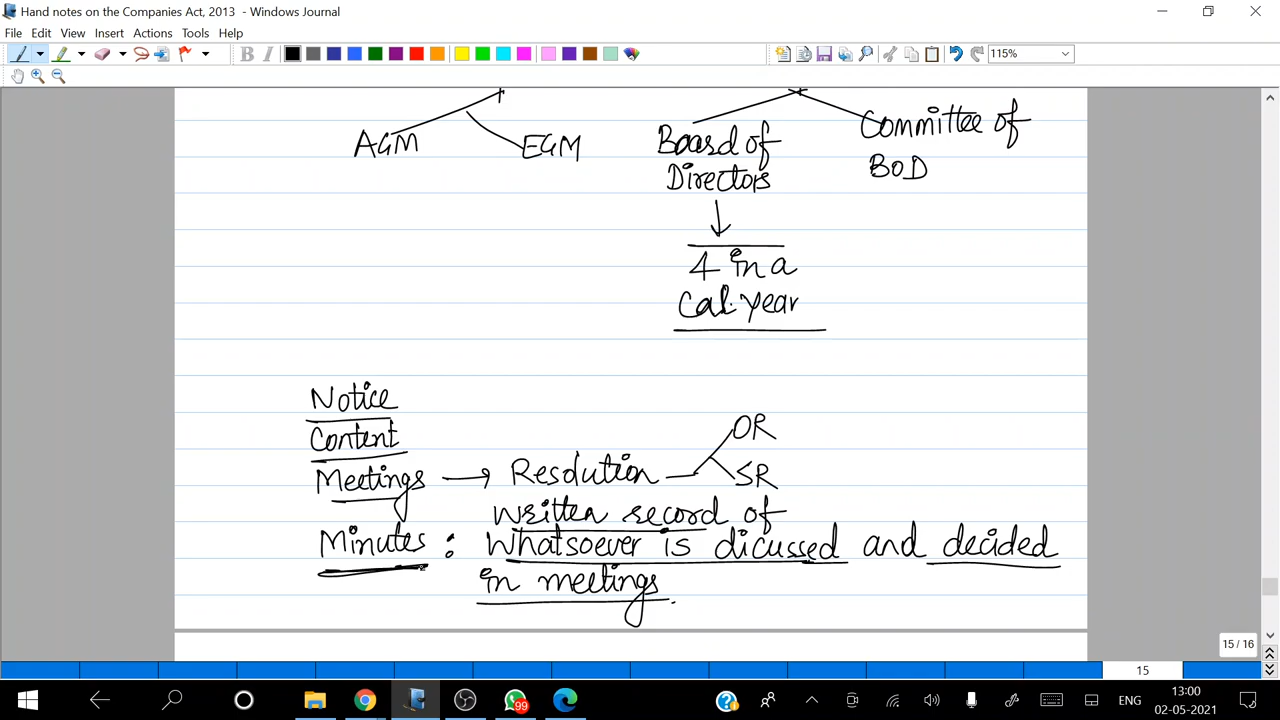 Hand notes on the Companies Act, 2013 - Windows Journal
File Edit View Insert Actions Tools Help
B I 115%
AGM EGM Board of Directors Committee of BOD
4 in a
Cal. Year
Notice
Content
Meetings → Resolution OR
SR
written record of
Minutes : Whatsoever is dicussed and decided
in meetings.
15 / 16
15
99 ENG 13:00
02-05-2021